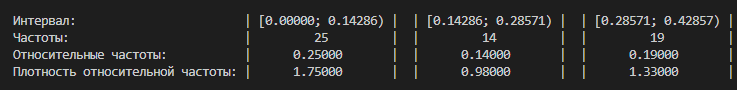 Интервал: | [0.00000; 0.14286) | | [0.14286; 0.28571) | | [0.28571; 0.42857) |
Частоты: | 25 | | 14 | | 19 |
Относительные частоты: | 0.25000 | | 0.14000 | | 0.19000 |
Плотность относительной частоты: | 1.75000 | | 0.98000 | | 1.33000 |